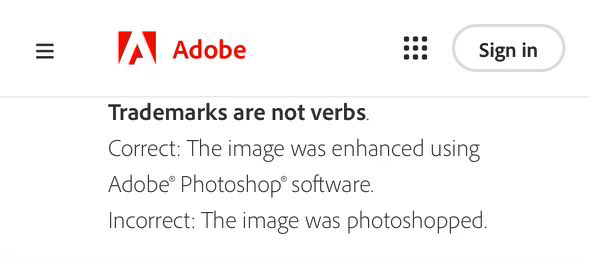 Adobe
Sign in
Trademarks are not verbs.
Correct: The image was enhanced using
Adobe® Photoshop® software.
Incorrect: The image was photoshopped.